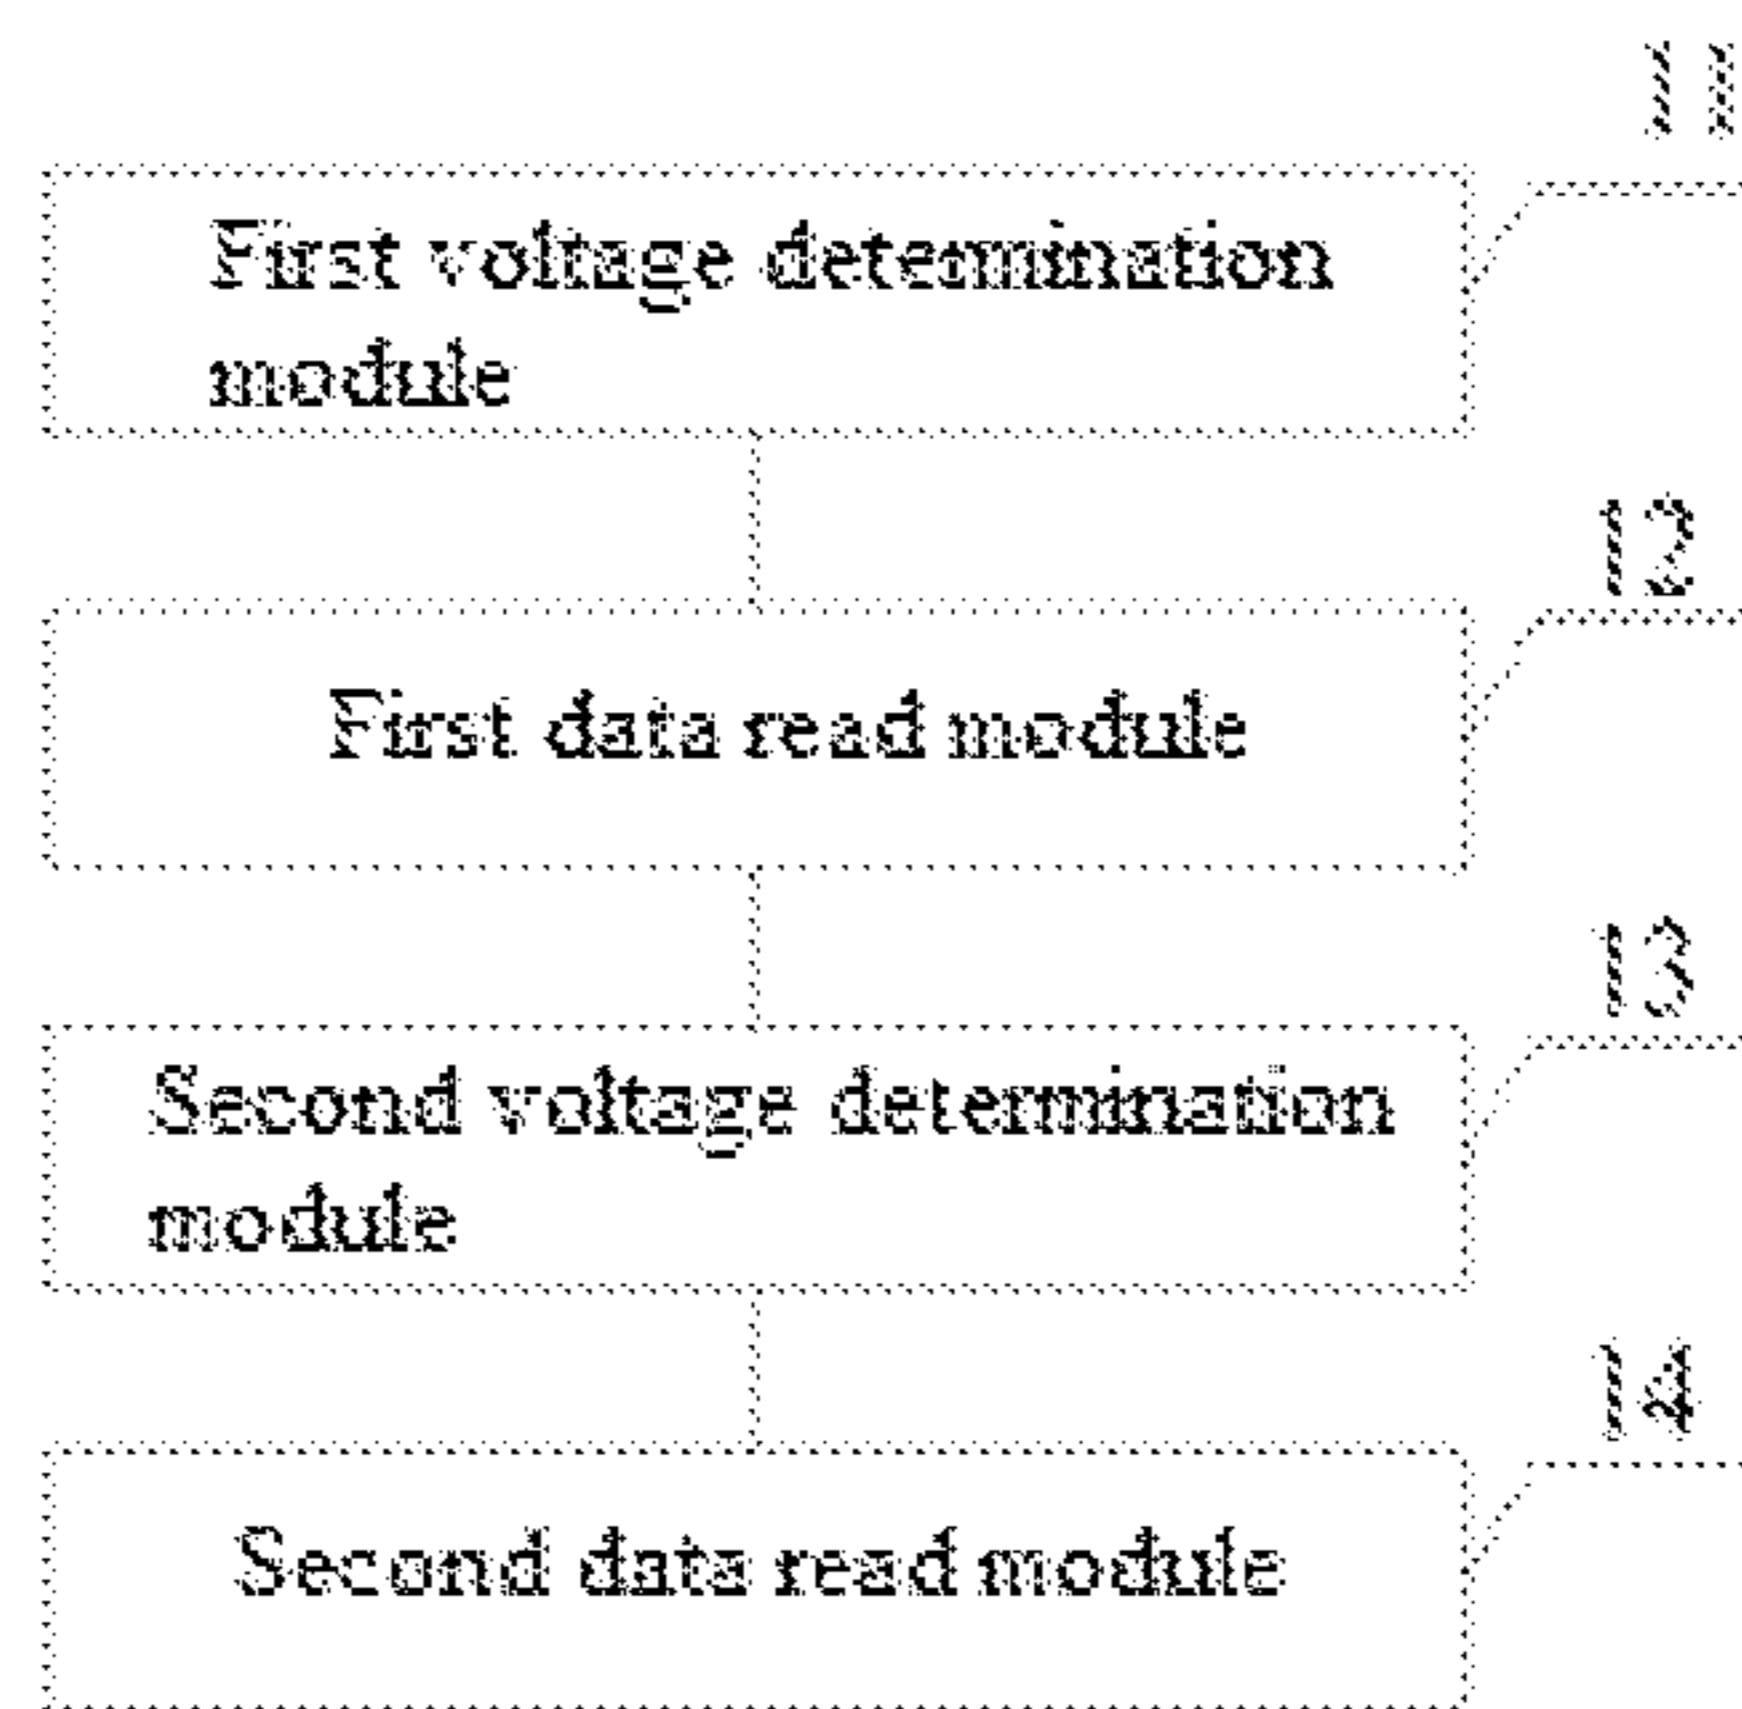 11
First voltage determination
module
12
First data read module
13
Second voltage determination
module
14
Second data read module